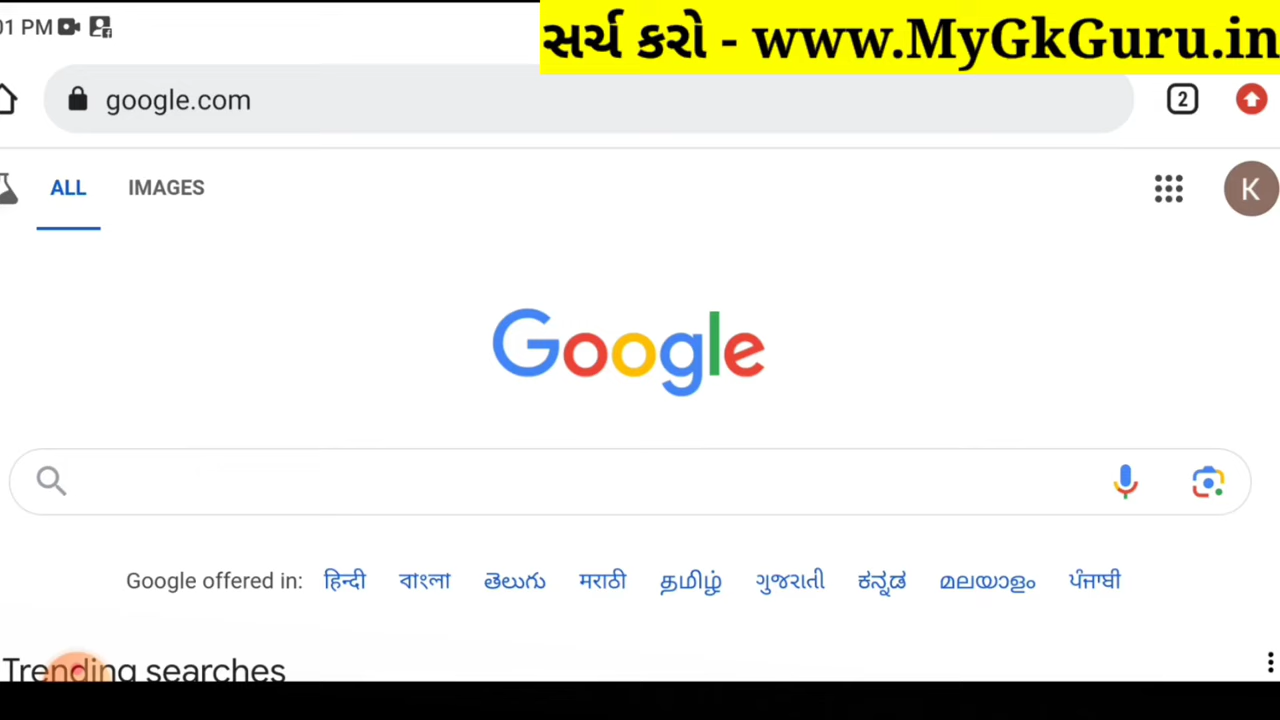 01 PM
સર્ચ કરો - www.MyGkGuru.in
google.com
2
ALL IMAGES
K
Google
Google offered in: हिन्दी বাংলা తెలుగు मराठी தமிழ் ગુજરાતી ಕನ್ನಡ മലയാളം ਪੰਜਾਬੀ
Trending searches